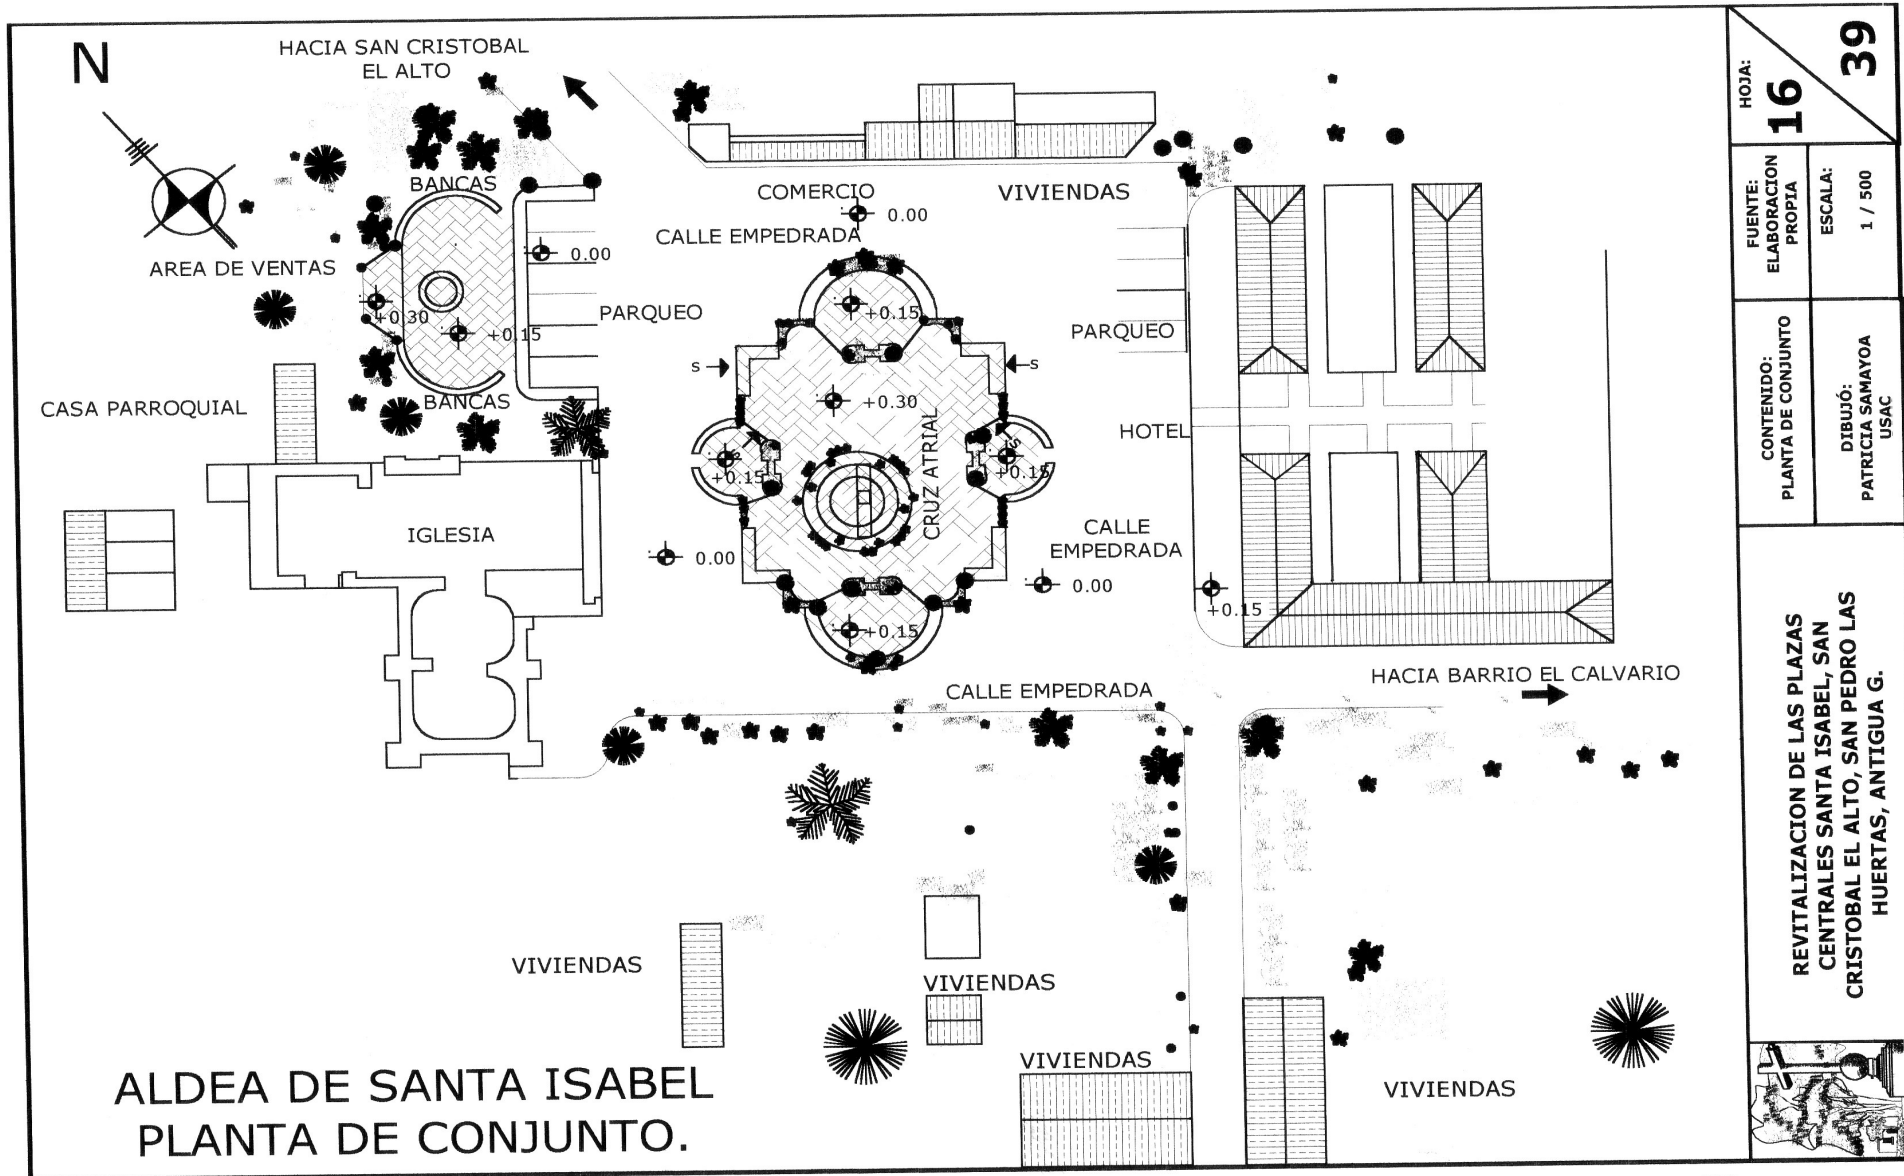 N
HACIA SAN CRISTOBAL
EL ALTO
BANCAS
COMERCIO
VIVIENDAS
0.00
CALLE EMPEDRADA
0.00
AREA DE VENTAS
+0.30
+0.15
PARQUEO
+0.15
PARQUEO
S
S
CASA PARROQUIAL
BANCAS
+0.30
CRUZ ATRIAL
HOTEL
S
S
+0.15
+0.15
IGLESIA
0.00
CALLE
EMPEDRADA
0.00
+0.15
+0.15
HACIA BARRIO EL CALVARIO
CALLE EMPEDRADA
VIVIENDAS
VIVIENDAS
VIVIENDAS
VIVIENDAS
ALDEA DE SANTA ISABEL
PLANTA DE CONJUNTO.
HOJA:
16
39
FUENTE:
ELABORACION
PROPIA
ESCALA:
1 / 500
CONTENIDO:
PLANTA DE CONJUNTO
DIBUJÓ:
PATRICIA SAMAYOA
USAC
REVITALIZACION DE LAS PLAZAS
CENTRALES SANTA ISABEL, SAN
CRISTOBAL EL ALTO, SAN PEDRO LAS
HUERTAS, ANTIGUA G.